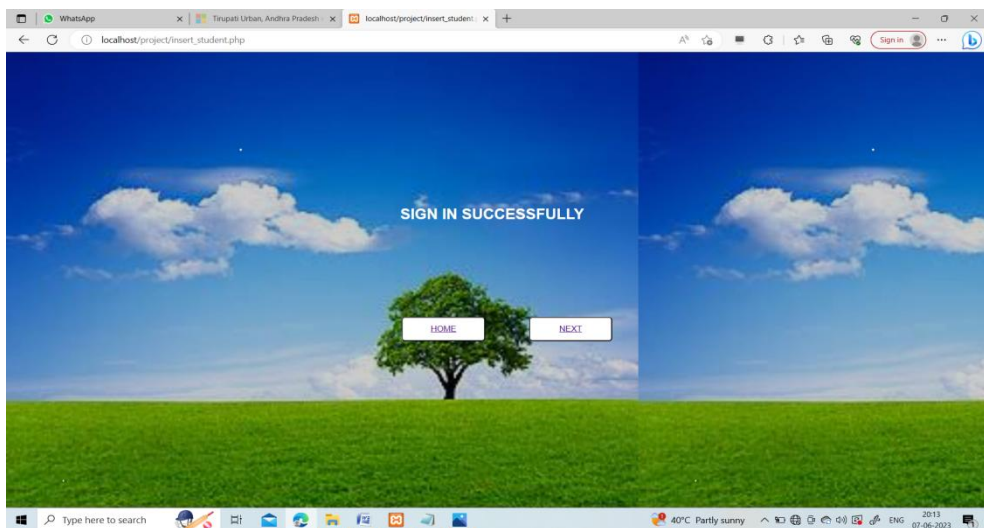 WhatsApp
Tirupati Urban, Andhra Pradesh
localhost/project/insert_student.
localhost/project/insert_student.php
Sign in
SIGN IN SUCCESSFULLY
HOME
NEXT
Type here to search
40°C Partly sunny
ENG
20:13
07-06-2023